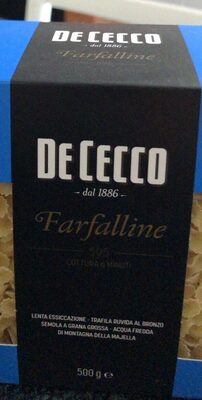 DE CECCO
- dal 1886 -
Farfalline
DE CECCO
- dal 1886 -
Farfalline
COTTURA 6 MINUTI
LENTA ESSICCAZIONE - TRAFILA RUVIDA AL BRONZO
SEMOLA A GRANA GROSSA - ACQUA FREDDA
DI MONTAGNA DELLA MAJELLA
500 g ℮